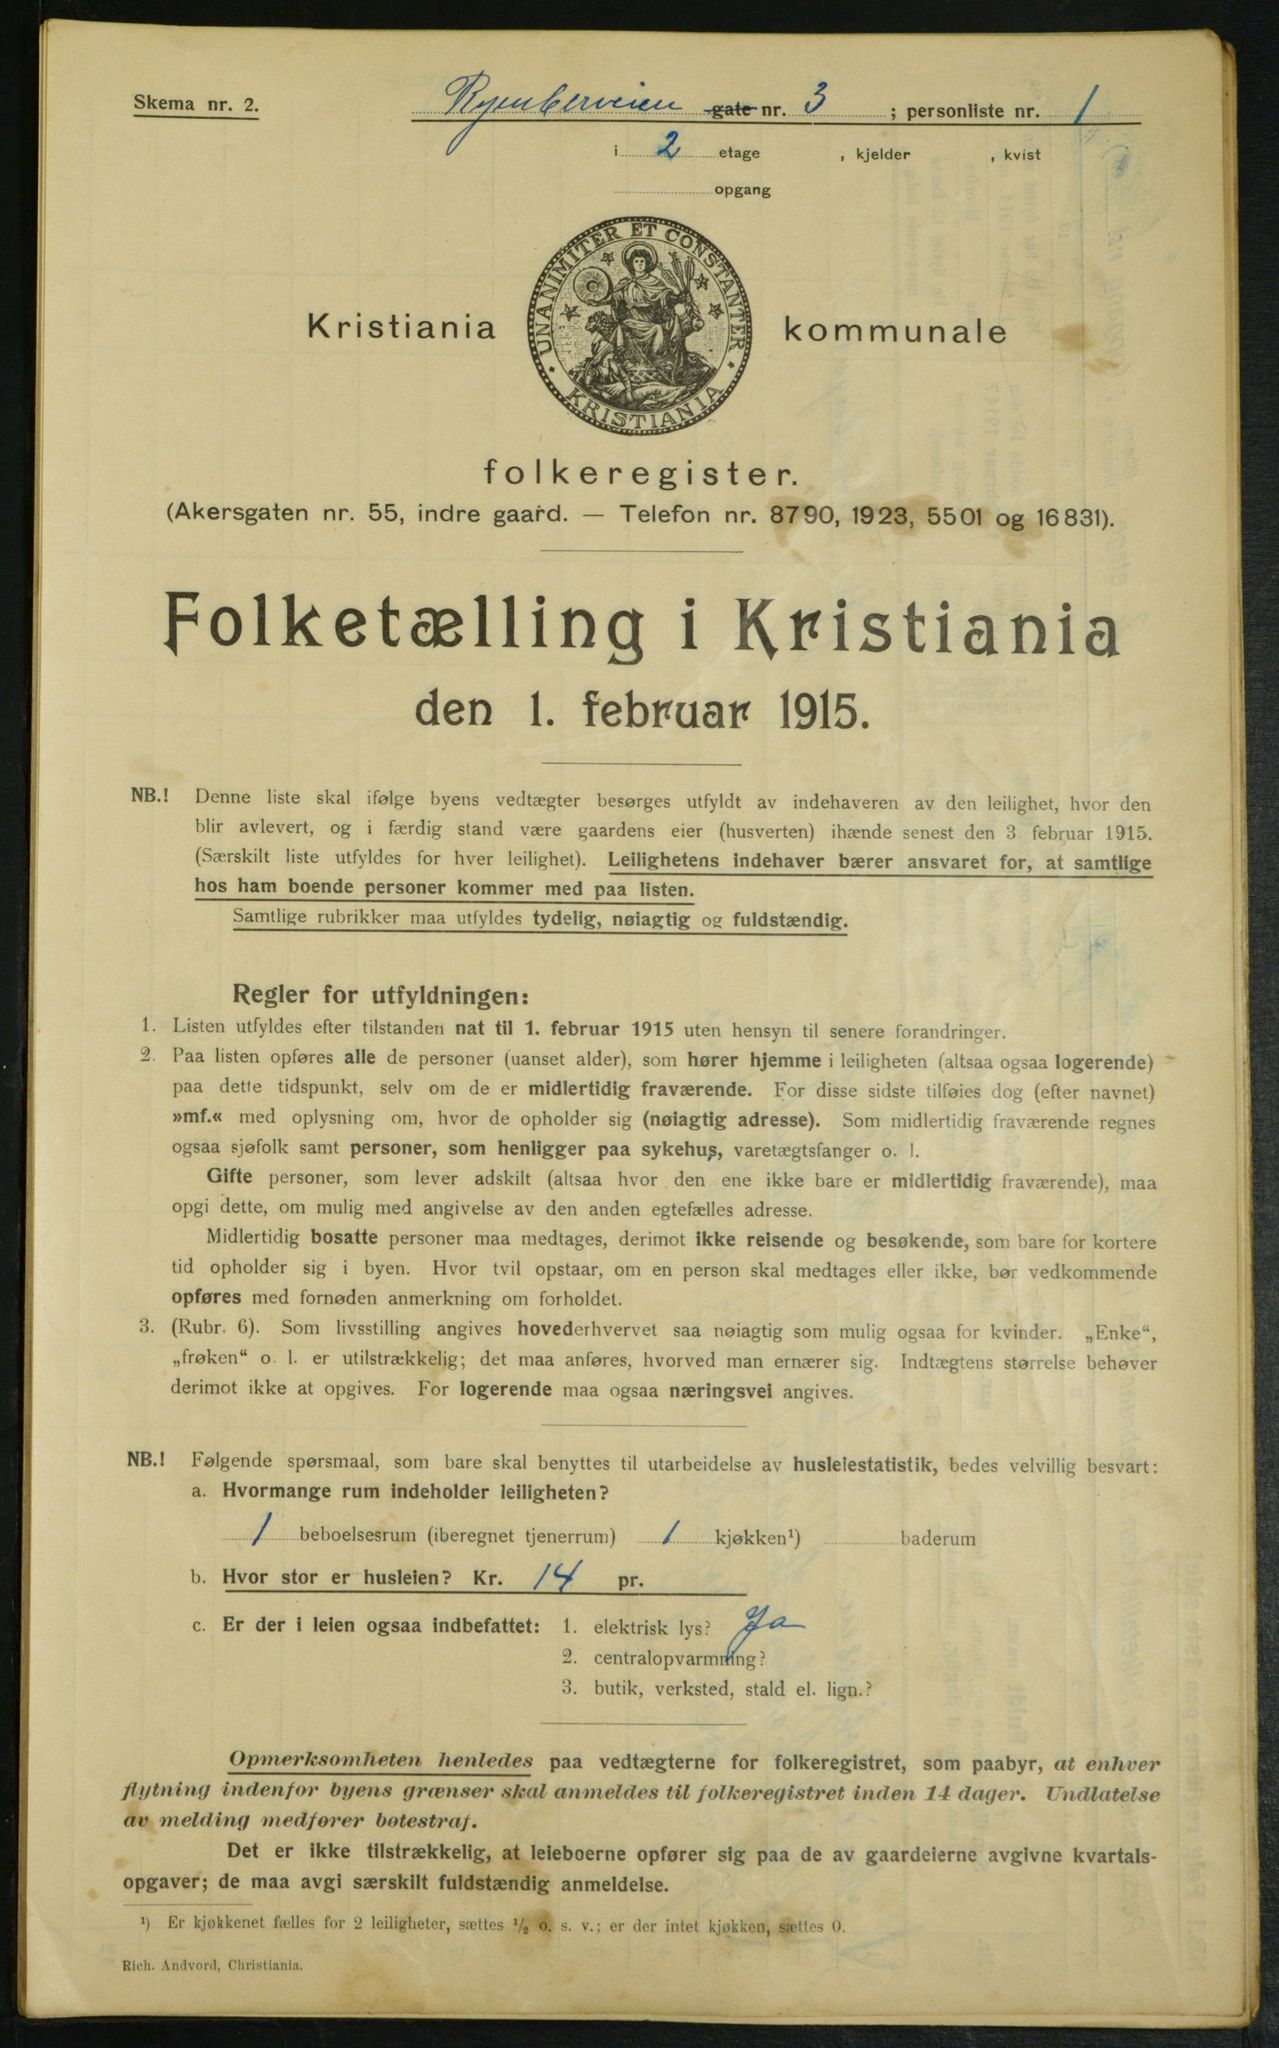 Skema nr. 2.
Ryenberveien gate nr. 3 ; personliste nr. 1
i 2 etage , kjelder , kvist
opgang
UNANIMITER ET CONSTANTER
KRISTIANIA
Kristiania kommunale
folkeregister.
(Akersgaten nr. 55, indre gaard. — Telefon nr. 8790, 1923, 5501 og 16831).
Folketælling i Kristiania
den 1. februar 1915.
NB.! Denne liste skal ifølge byens vedtægter besørges utfyldt av indehaveren av den leilighet, hvor den
blir avlevert, og i færdig stand være gaardens eier (husverten) ihænde senest den 3. februar 1915.
(Særskilt liste utfyldes for hver leilighet). Leilighetens indehaver bærer ansvaret for, at samtlige
hos ham boende personer kommer med paa listen.
Samtlige rubrikker maa utfyldes tydelig, nøiagtig og fuldstændig.
Regler for utfyldningen:
1. Listen utfyldes efter tilstanden nat til 1. februar 1915 uten hensyn til senere forandringer.
2. Paa listen opføres alle de personer (uanset alder), som hører hjemme i leiligheten (altsaa ogsaa logerende)
paa dette tidspunkt, selv om de er midlertidig fraværende. For disse sidste tilføies dog (efter navnet)
»mf.« med oplysning om, hvor de opholder sig (nøiagtig adresse). Som midlertidig fraværende regnes
ogsaa sjøfolk samt personer, som henligger paa sykehus, varetægtsfanger o. l.
Gifte personer, som lever adskilt (altsaa hvor den ene ikke bare er midlertidig fraværende), maa
opgi dette, om mulig med angivelse av den anden egtefælles adresse.
Midlertidig bosatte personer maa medtages, derimot ikke reisende og besøkende, som bare for kortere
tid opholder sig i byen. Hvor tvil opstaar, om en person skal medtages eller ikke, bør vedkommende
opføres med fornøden anmerkning om forholdet.
3. (Rubr. 6). Som livsstilling angives hovederhvervet saa nøiagtig som mulig ogsaa for kvinder. „Enke“,
„frøken“ o. l. er utilstrækkelig; det maa anføres, hvorved man ernærer sig. Indtægtens størrelse behøver
derimot ikke at opgives. For logerende maa ogsaa næringsvei angives.
NB.! Følgende spørsmaal, som bare skal benyttes til utarbeidelse av husleiestatistik, bedes velvillig besvart:
a. Hvormange rum indeholder leiligheten?
1 beboelsesrum (iberegnet tjenerrum) 1 kjøkken¹) baderum
b. Hvor stor er husleien? Kr. 14 pr.
c. Er der i leien ogsaa indbefattet: 1. elektrisk lys? Ja
2. centralopvarmning?
3. butik, verksted, stald el. lign.?
Opmerksomheten henledes paa vedtægterne for folkeregistret, som paabyr, at enhver
flytning indenfor byens grænser skal anmeldes til folkeregistret inden 14 dager. Undlatelse
av melding medfører botestraf.
Det er ikke tilstrækkelig, at leieboerne opfører sig paa de av gaardeierne avgivne kvartals-
opgaver; de maa avgi særskilt fuldstændig anmeldelse.
¹) Er kjøkkenet fælles for 2 leiligheter, sættes ½ o. s. v.; er der intet kjøkken, sættes 0.
Rich. Andvord, Christiania.